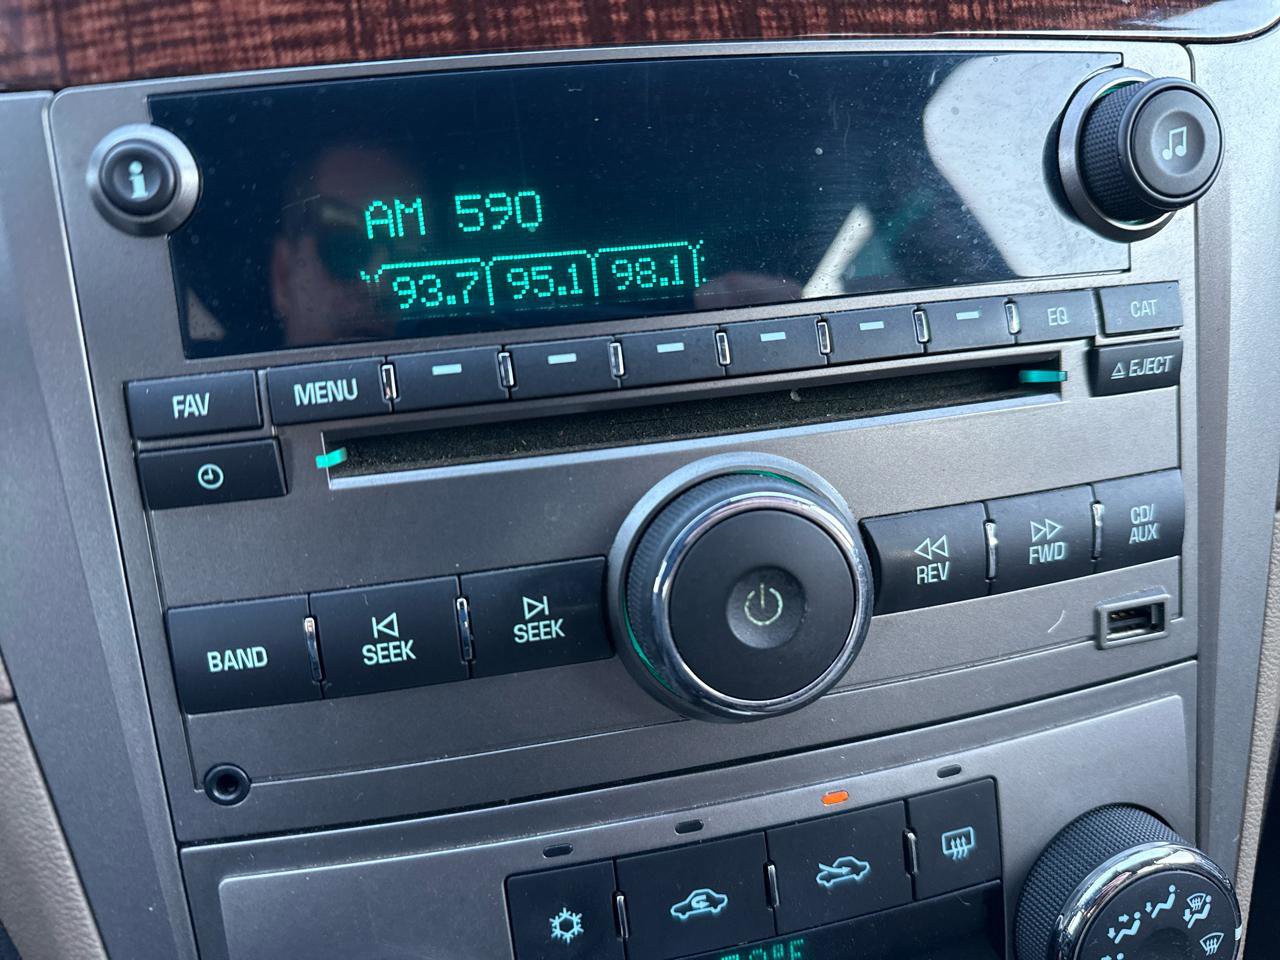 i
AM 590
93.7 95.1 98.1
EQ
CAT
FAV
MENU
EJECT
BAND
SEEK
SEEK
REV
FWD
CD/
AUX